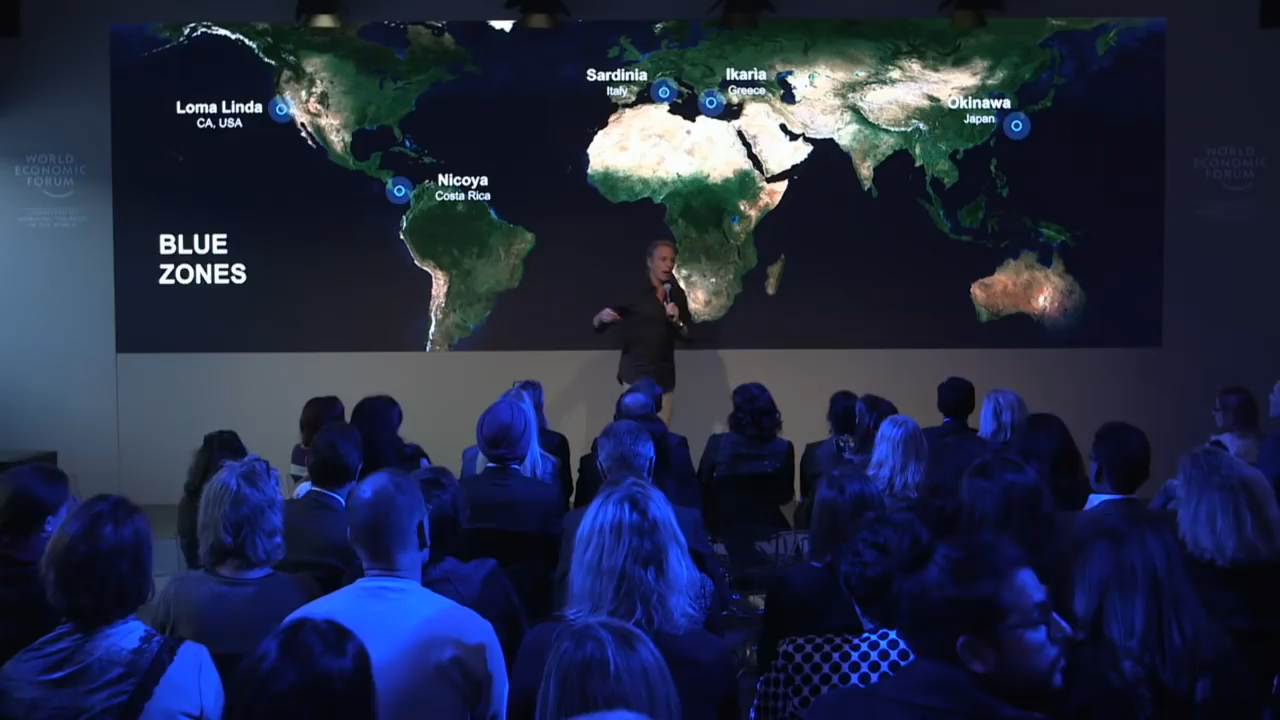 Sardinia
Italy
Ikaria
Greece
Loma Linda
CA, USA
Okinawa
Japan
Nicoya
Costa Rica
BLUE
ZONES
WORLD
ECONOMIC
FORUM
WORLD
ECONOMIC
FORUM